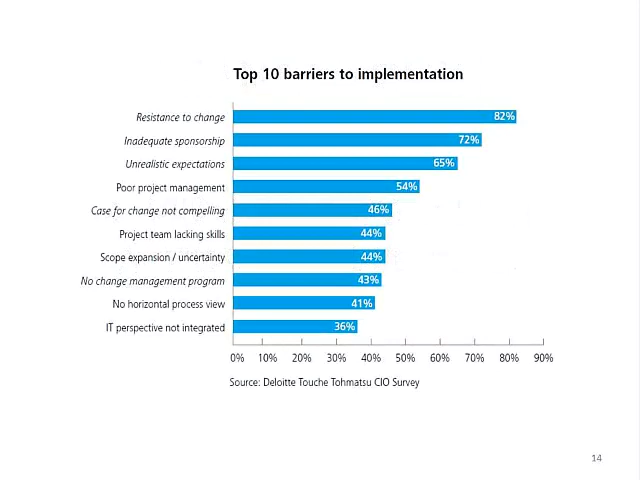 Top 10 barriers to implementation
Resistance to change 82%
Inadequate sponsorship 72%
Unrealistic expectations 65%
Poor project management 54%
Case for change not compelling 46%
Project team lacking skills 44%
Scope expansion / uncertainty 44%
No change management program 43%
No horizontal process view 41%
IT perspective not integrated 36%
0% 10% 20% 30% 40% 50% 60% 70% 80% 90%
Source: Deloitte Touche Tohmatsu CIO Survey
14